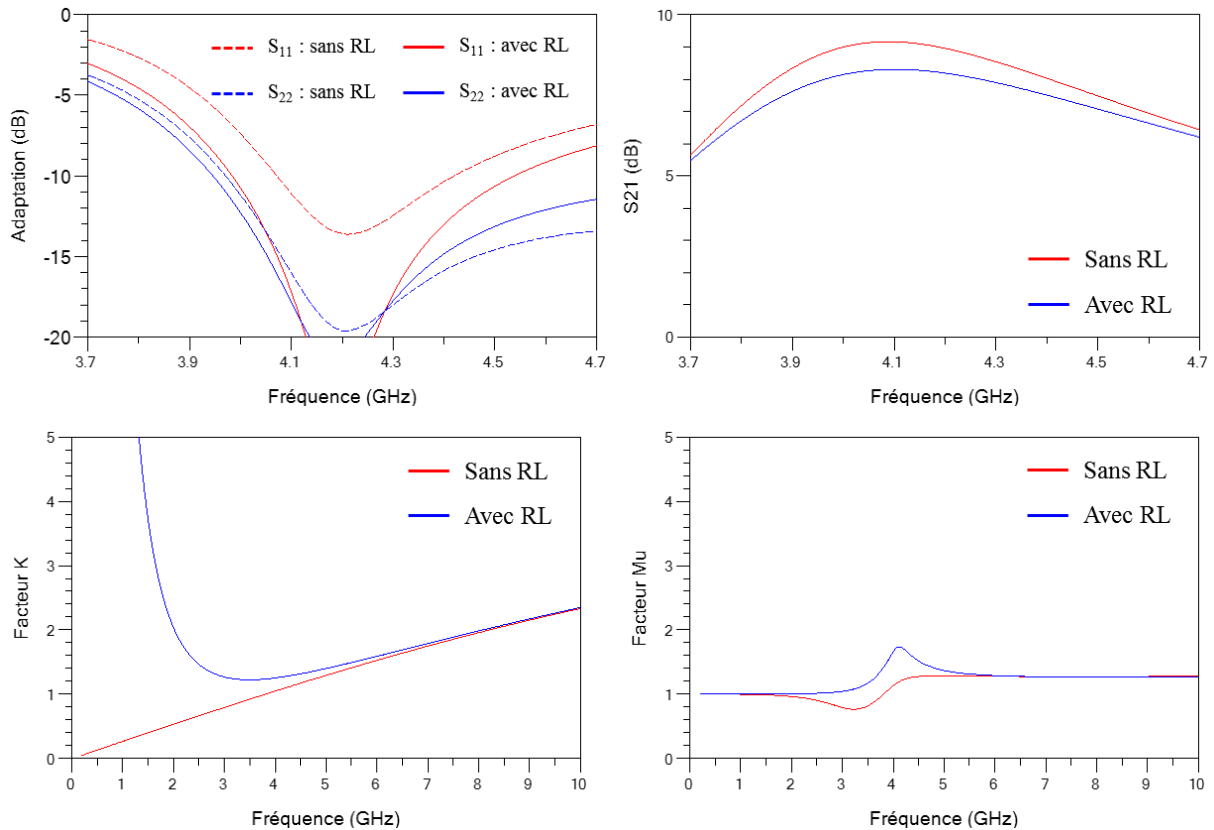 0
-5
-10
-15
-20
Adaptation (dB)
S11 : sans RL
S11 : avec RL
S22 : sans RL
S22 : avec RL
3.7
3.9
4.1
4.3
4.5
4.7
Fréquence (GHz)
10
5
0
S21 (dB)
Sans RL
Avec RL
3.7
3.9
4.1
4.3
4.5
4.7
Fréquence (GHz)
5
4
3
2
1
0
Facteur K
Sans RL
Avec RL
0 1 2 3 4 5 6 7 8 9 10
Fréquence (GHz)
5
4
3
2
1
0
Facteur Mu
Sans RL
Avec RL
0 1 2 3 4 5 6 7 8 9 10
Fréquence (GHz)